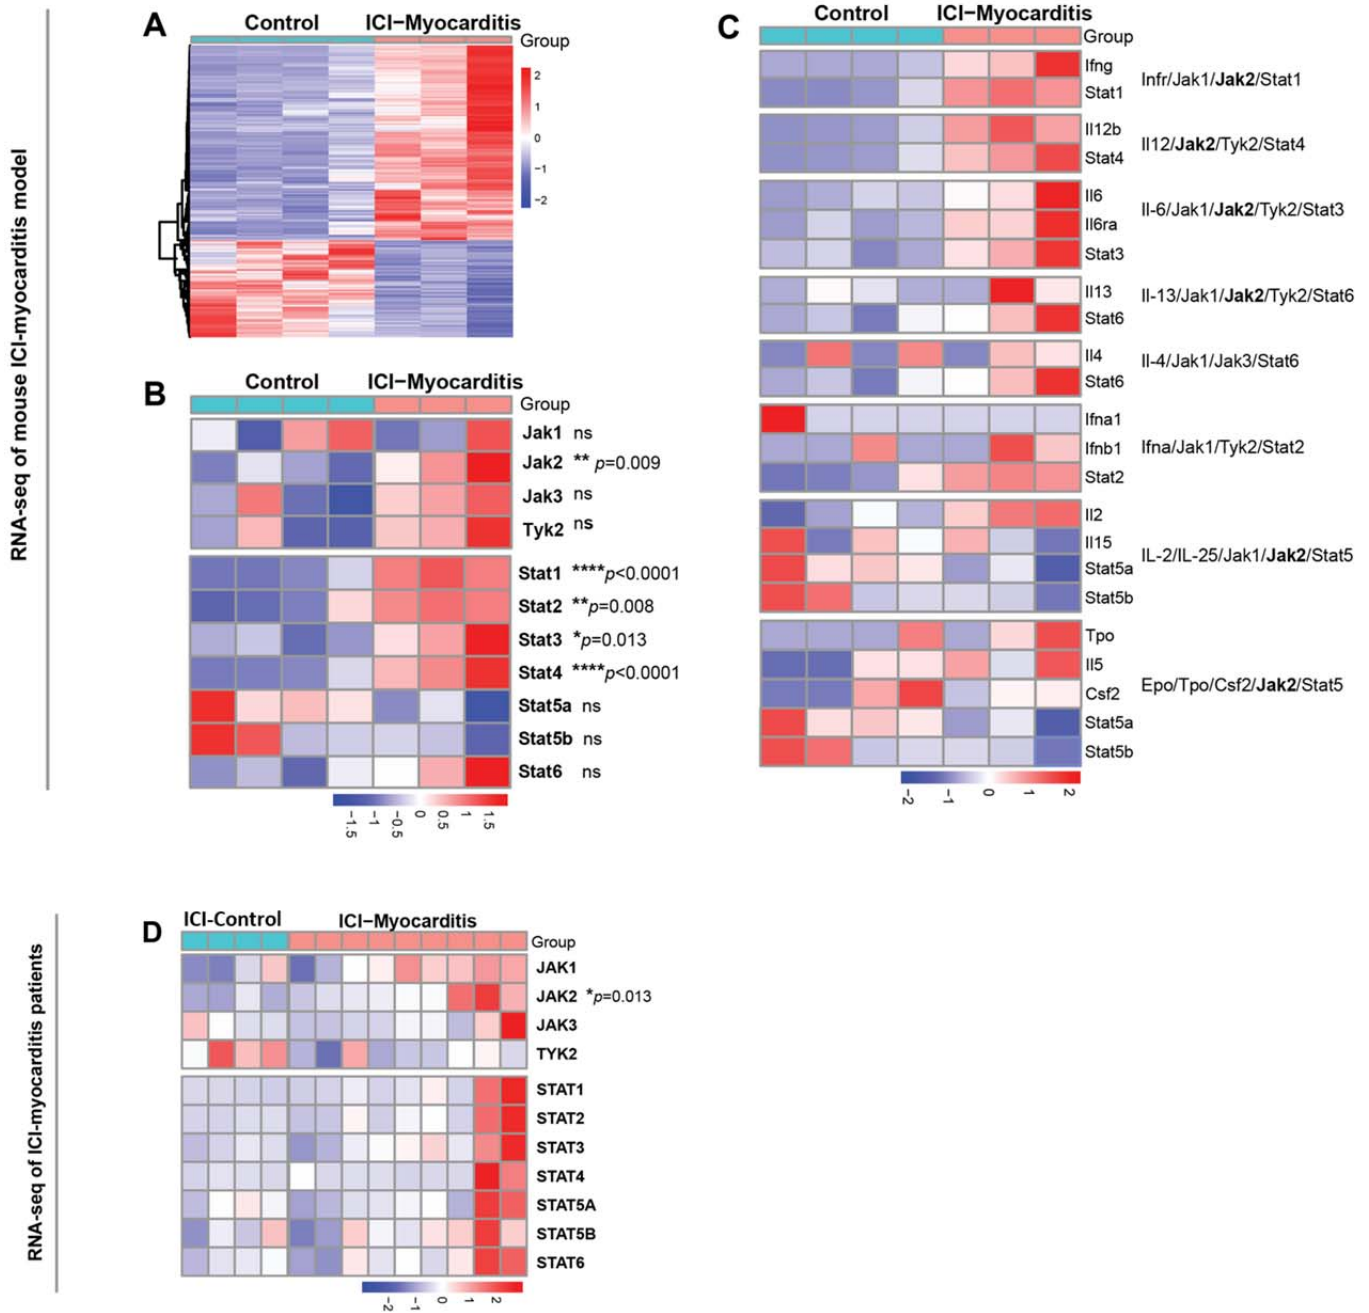 RNA-seq of mouse ICI-myocarditis model
A
Control ICI−Myocarditis
Group
2
1
0
−1
−2
B
Control ICI−Myocarditis
Group
Jak1 ns
Jak2 ** p=0.009
Jak3 ns
Tyk2 ns
Stat1 ****p<0.0001
Stat2 **p=0.008
Stat3 *p=0.013
Stat4 ****p<0.0001
Stat5a ns
Stat5b ns
Stat6 ns
−1.5 −1 −0.5 0 0.5 1 1.5
C
Control ICI−Myocarditis
Group
Ifng
Stat1
Infr/Jak1/Jak2/Stat1
Il12b
Stat4
Il12/Jak2/Tyk2/Stat4
Il6
Il6ra
Stat3
Il-6/Jak1/Jak2/Tyk2/Stat3
Il13
Stat6
Il-13/Jak1/Jak2/Tyk2/Stat6
Il4
Stat6
Il-4/Jak1/Jak3/Stat6
Ifna1
Ifnb1
Stat2
Ifna/Jak1/Tyk2/Stat2
Il2
Il15
Stat5a
Stat5b
IL-2/IL-25/Jak1/Jak2/Stat5
Tpo
Il5
Csf2
Stat5a
Stat5b
Epo/Tpo/Csf2/Jak2/Stat5
−2 −1 0 1 2
RNA-seq of ICI-myocarditis patients
D
ICI-Control ICI−Myocarditis
Group
JAK1
JAK2 *p=0.013
JAK3
TYK2
STAT1
STAT2
STAT3
STAT4
STAT5A
STAT5B
STAT6
−2 −1 0 1 2